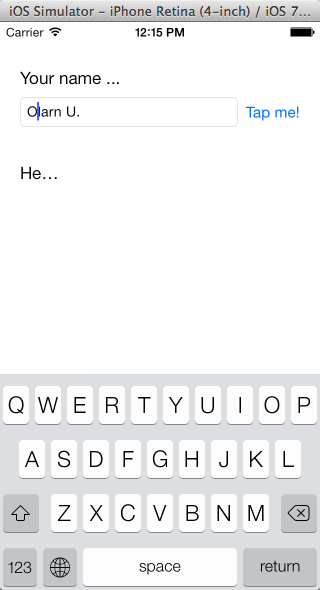 iOS Simulator - iPhone Retina (4-inch) / iOS 7...
Carrier 12:15 PM
Your name ...
Olarn U. Tap me!
He...
Q W E R T Y U I O P
A S D F G H J K L
Z X C V B N M
123 space return